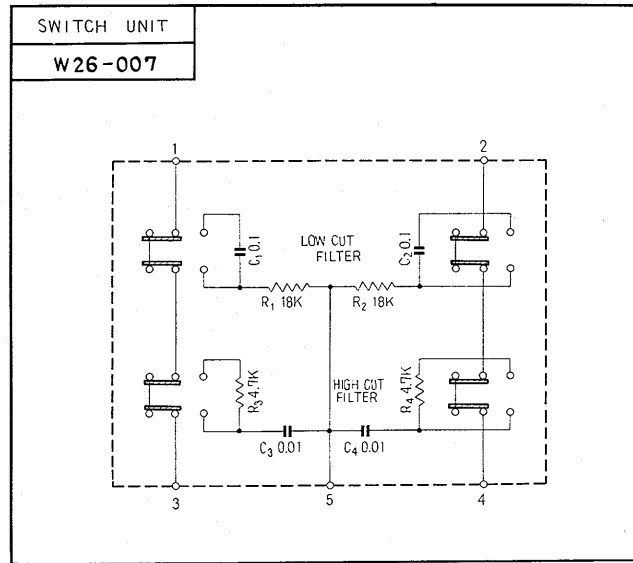 SWITCH UNIT
W26-007
1
2
LOW CUT
FILTER
C1 0.1
C2 0.1
R1 18K
R2 18K
HIGH CUT
FILTER
R3 4.7K
R4 4.7K
C3 0.01
C4 0.01
3
5
4